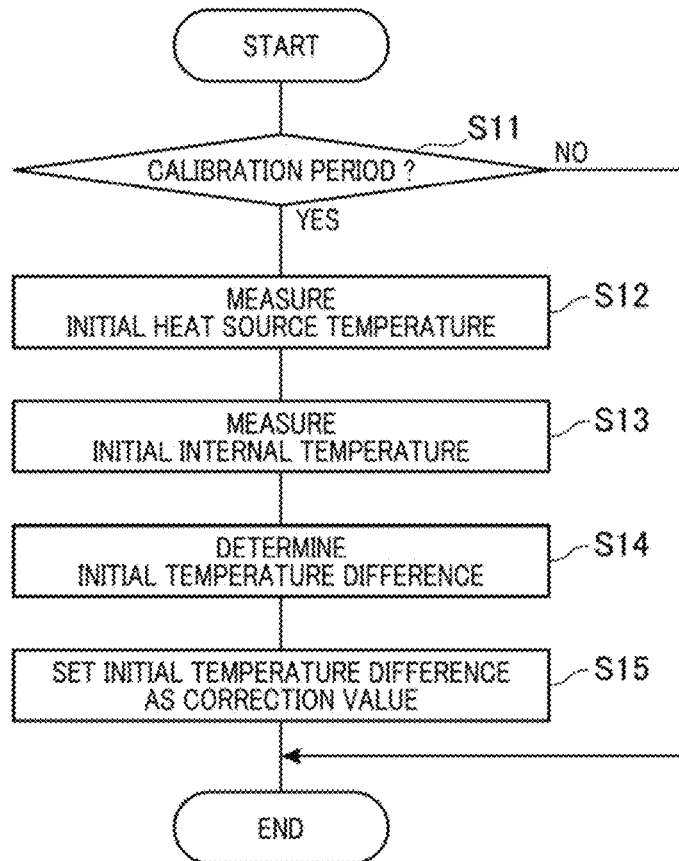 START
S11
CALIBRATION PERIOD ?
NO
YES
MEASURE
INITIAL HEAT SOURCE TEMPERATURE
S12
MEASURE
INITIAL INTERNAL TEMPERATURE
S13
DETERMINE
INITIAL TEMPERATURE DIFFERENCE
S14
SET INITIAL TEMPERATURE DIFFERENCE
AS CORRECTION VALUE
S15
END